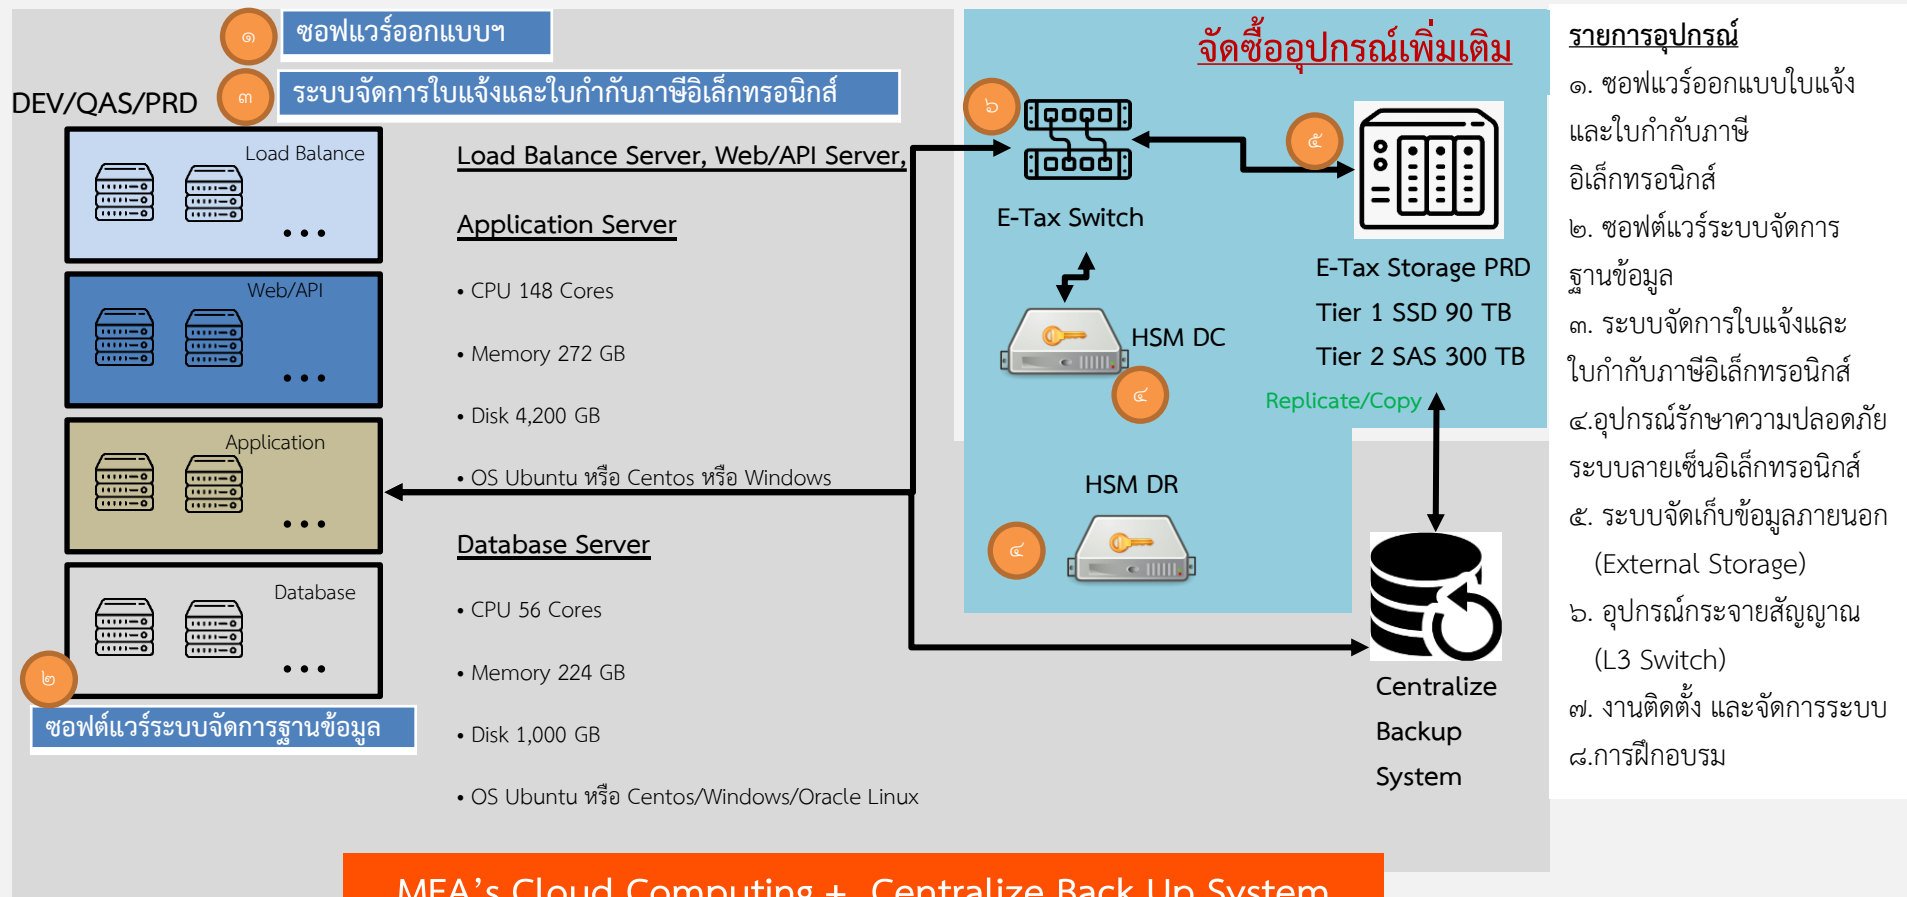 ๑
ซอฟแวร์ออกแบบฯ
๓
ระบบจัดการใบแจ้งและใบกำกับภาษีอิเล็กทรอนิกส์
DEV/QAS/PRD
Load Balance
Web/API
Application
Database
๒
ซอฟต์แวร์ระบบจัดการฐานข้อมูล
Load Balance Server, Web/API Server,
Application Server
• CPU 148 Cores
• Memory 272 GB
• Disk 4,200 GB
• OS Ubuntu หรือ Centos หรือ Windows
Database Server
• CPU 56 Cores
• Memory 224 GB
• Disk 1,000 GB
• OS Ubuntu หรือ Centos/Windows/Oracle Linux
จัดซื้ออุปกรณ์เพิ่มเติม
๖
E-Tax Switch
๕
E-Tax Storage PRD
Tier 1 SSD 90 TB
Tier 2 SAS 300 TB
HSM DC
๔
Replicate/Copy
HSM DR
๔
Centralize
Backup
System
MEA's Cloud Computing + Centralize Back Up System
รายการอุปกรณ์
๑. ซอฟแวร์ออกแบบใบแจ้ง
และใบกำกับภาษี
อิเล็กทรอนิกส์
๒. ซอฟต์แวร์ระบบจัดการ
ฐานข้อมูล
๓. ระบบจัดการใบแจ้งและ
ใบกำกับภาษีอิเล็กทรอนิกส์
๔.อุปกรณ์รักษาความปลอดภัย
ระบบลายเซ็นอิเล็กทรอนิกส์
๕. ระบบจัดเก็บข้อมูลภายนอก
(External Storage)
๖. อุปกรณ์กระจายสัญญาณ
(L3 Switch)
๗. งานติดตั้ง และจัดการระบบ
๘.การฝึกอบรม